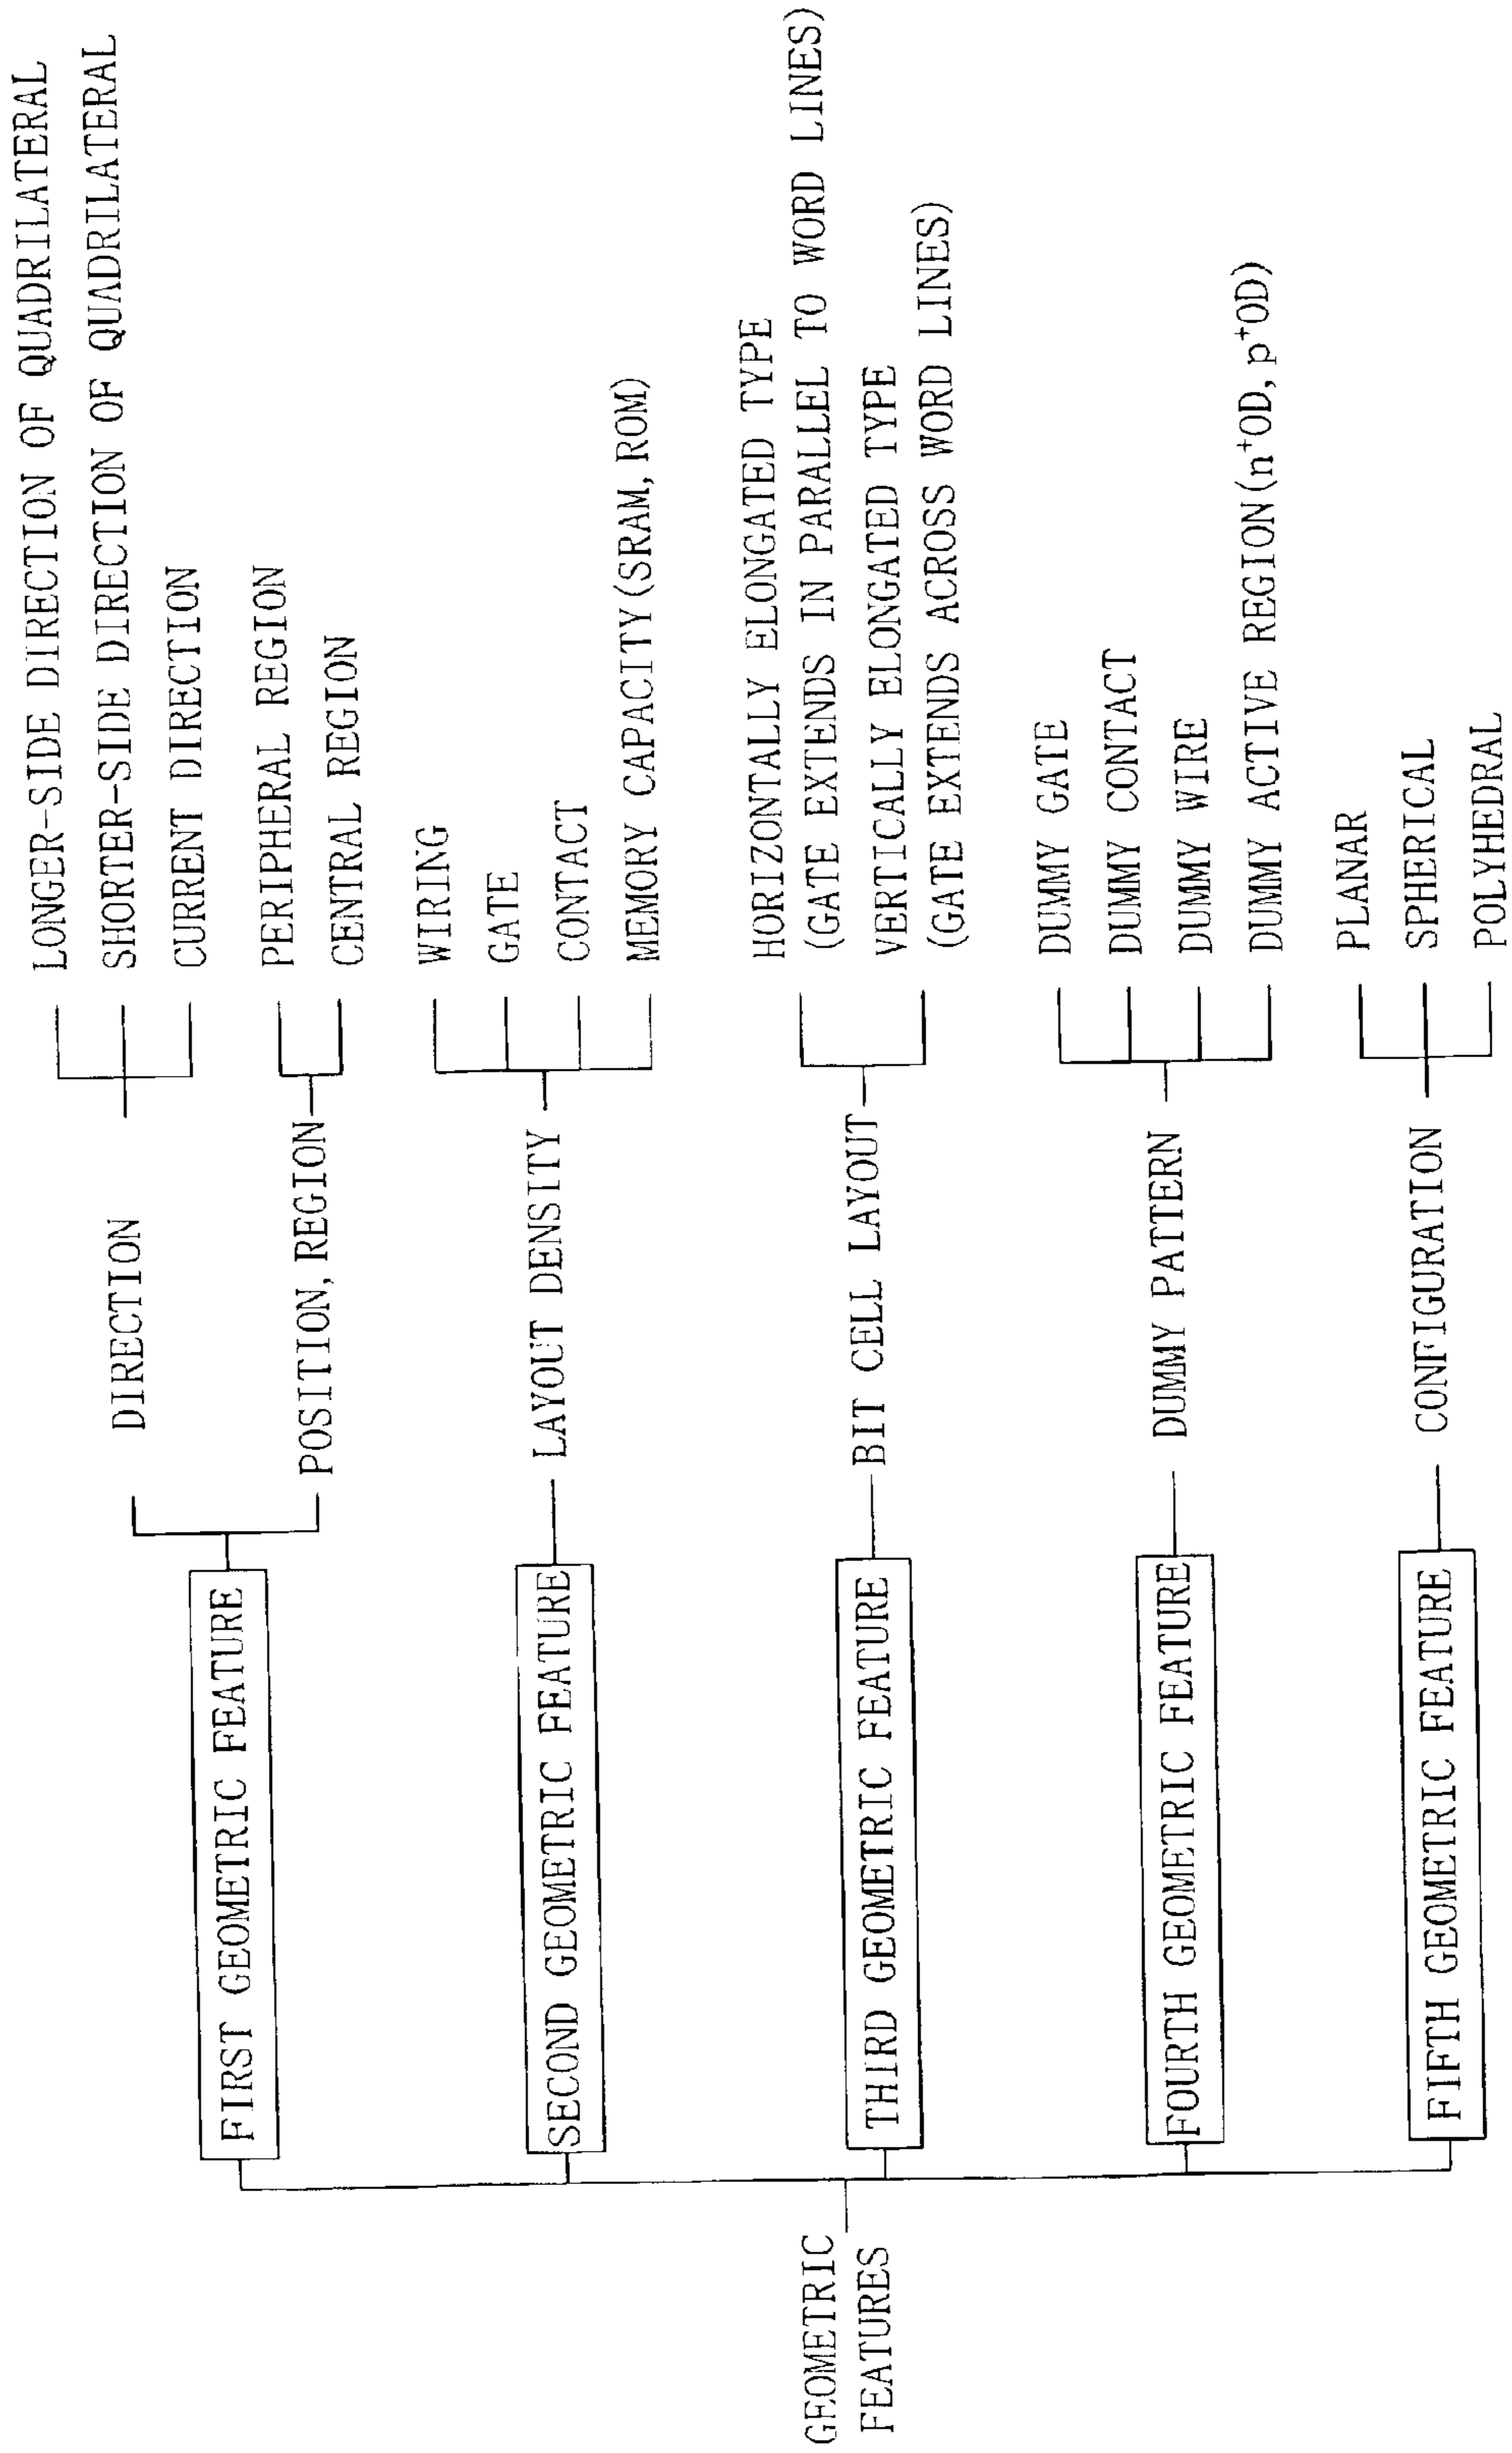 GEOMETRIC
FEATURES
FIRST GEOMETRIC FEATURE
DIRECTION
LONGER-SIDE DIRECTION OF QUADRILATERAL
SHORTER-SIDE DIRECTION OF QUADRILATERAL
CURRENT DIRECTION
POSITION, REGION
PERIPHERAL REGION
CENTRAL REGION
SECOND GEOMETRIC FEATURE
LAYOUT DENSITY
WIRING
GATE
CONTACT
MEMORY CAPACITY(SRAM, ROM)
THIRD GEOMETRIC FEATURE
BIT CELL LAYOUT
HORIZONTALLY ELONGATED TYPE
(GATE EXTENDS IN PARALLEL TO WORD LINES)
VERTICALLY ELONGATED TYPE
(GATE EXTENDS ACROSS WORD LINES)
FOURTH GEOMETRIC FEATURE
DUMMY PATTERN
DUMMY GATE
DUMMY CONTACT
DUMMY WIRE
DUMMY ACTIVE REGION(n⁺OD, p⁺OD)
FIFTH GEOMETRIC FEATURE
CONFIGURATION
PLANAR
SPHERICAL
POLYHEDRAL